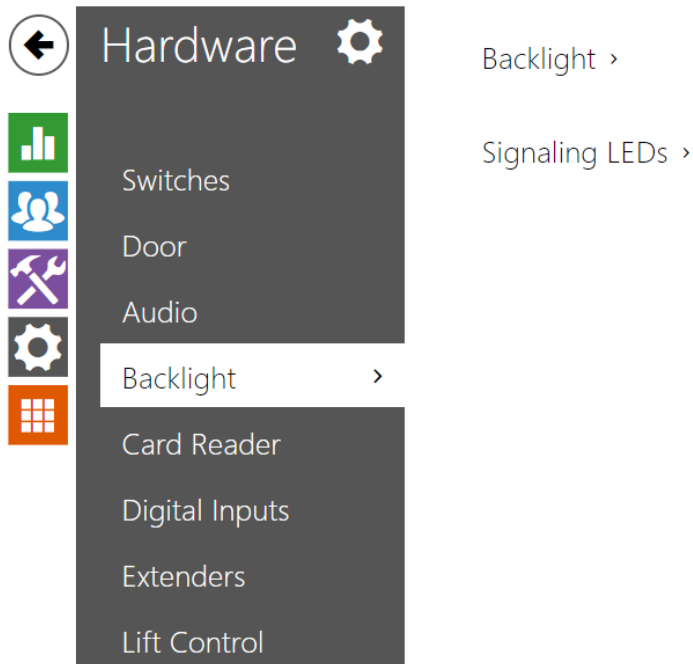 Hardware
Switches
Door
Audio
Backlight
Card Reader
Digital Inputs
Extenders
Lift Control
Backlight
Signaling LEDs